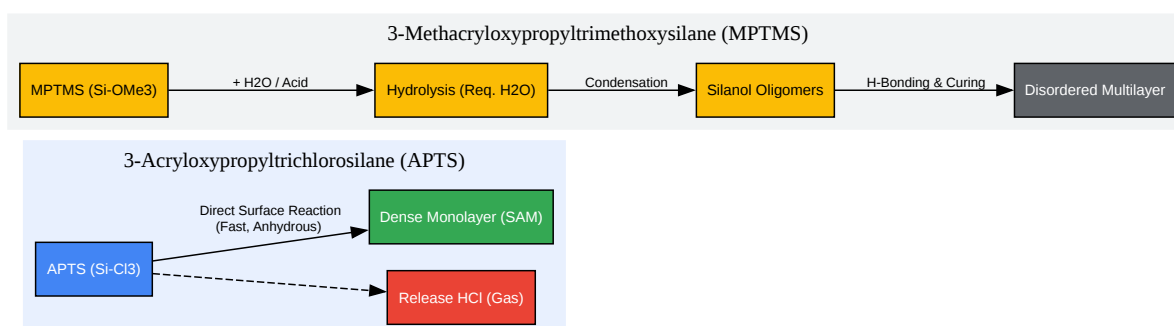 3-Methacryloxypropyltrimethoxysilane (MPTMS)
MPTMS (Si-OMe3)
+ H2O / Acid
Hydrolysis (Req. H2O)
Condensation
Silanol Oligomers
H-Bonding & Curing
Disordered Multilayer
3-Acryloxypropyltrichlorosilane (APTS)
APTS (Si-Cl3)
Direct Surface Reaction
(Fast, Anhydrous)
Dense Monolayer (SAM)
Release HCl (Gas)